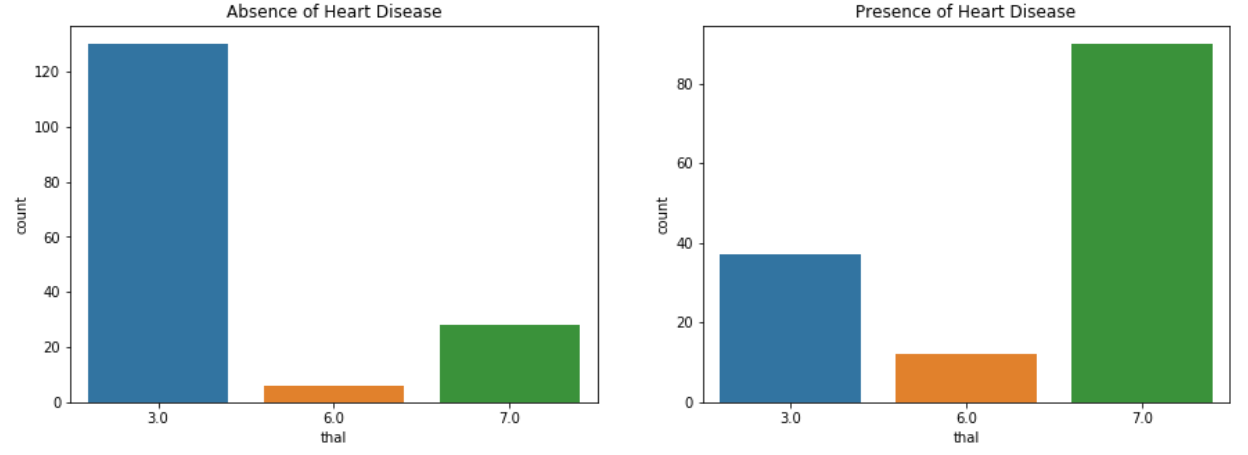 Absence of Heart Disease
120
100
80
60
40
20
0
count
3.0 6.0 7.0
thal
Presence of Heart Disease
80
60
40
20
0
count
3.0 6.0 7.0
thal